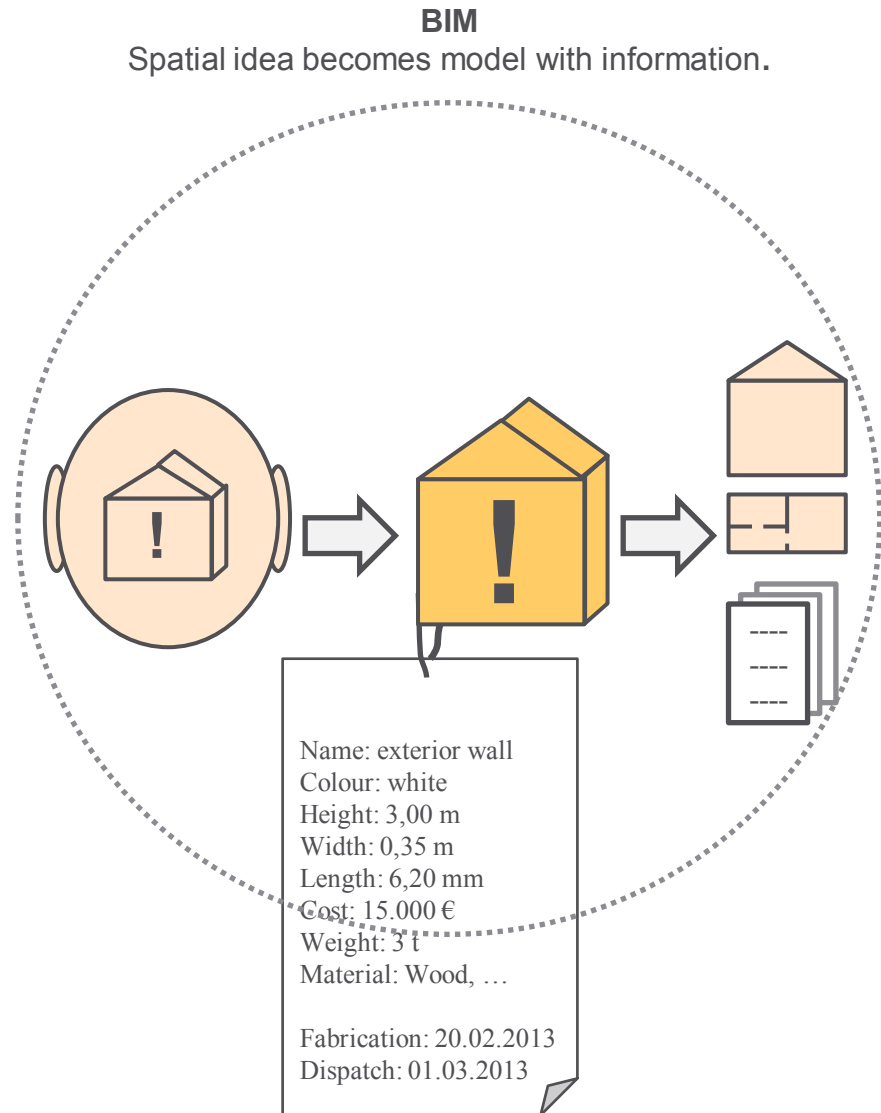 BIM
Spatial idea becomes model with information.
!
!
Name: exterior wall
Colour: white
Height: 3,00 m
Width: 0,35 m
Length: 6,20 mm
Cost: 15.000 €
Weight: 3 t
Material: Wood, …
Fabrication: 20.02.2013
Dispatch: 01.03.2013